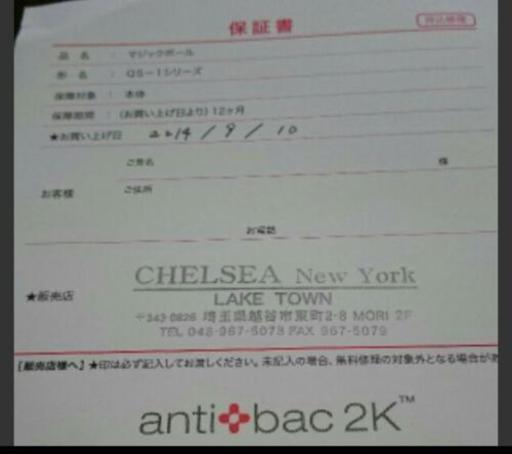 保証書
持込修理
品 名 : マジックボール
形 名 : QS-1シリーズ
保障対象 : 本体
保障期間 : (お買い上げ日より) 12ヶ月
★お買い上げ日 2014 / 9 / 10
お客様
ご芳名 様
ご住所
お電話
★販売店
CHELSEA New York
LAKE TOWN
〒343-0826 埼玉県越谷市東町2-8 MORI 2F
TEL 048-967-5078 FAX 967-5079
【販売店様へ】★印は必ず記入してお渡しください。未記入の場合、無料修理の対象外となる場合があ
anti bac 2K™